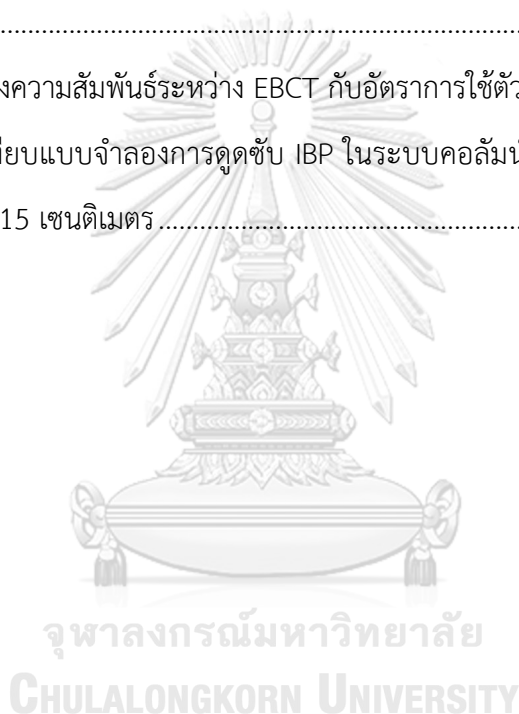 ....................................................................................
งความสัมพันธ์ระหว่าง EBCT กับอัตราการใช้ตัว
ทียบแบบจำลองการดูดซับ IBP ในระบบคอลัมน์
15 เซนติเมตร............................................................
จุฬาลงกรณ์มหาวิทยาลัย
CHULALONGKORN UNIVERSITY